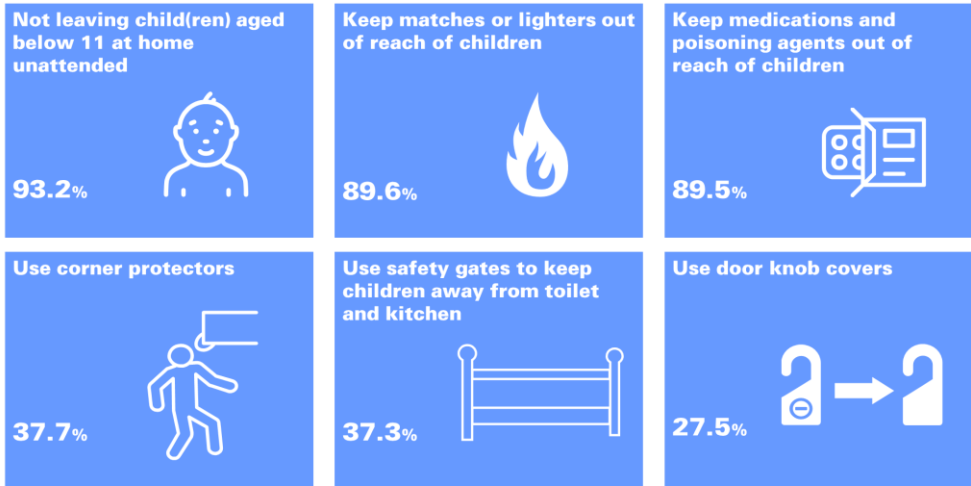 Not leaving child(ren) aged
below 11 at home
unattended
93.2%
Keep matches or lighters out
of reach of children
89.6%
Keep medications and
poisoning agents out of
reach of children
89.5%
Use corner protectors
37.7%
Use safety gates to keep
children away from toilet
and kitchen
37.3%
Use door knob covers
27.5%